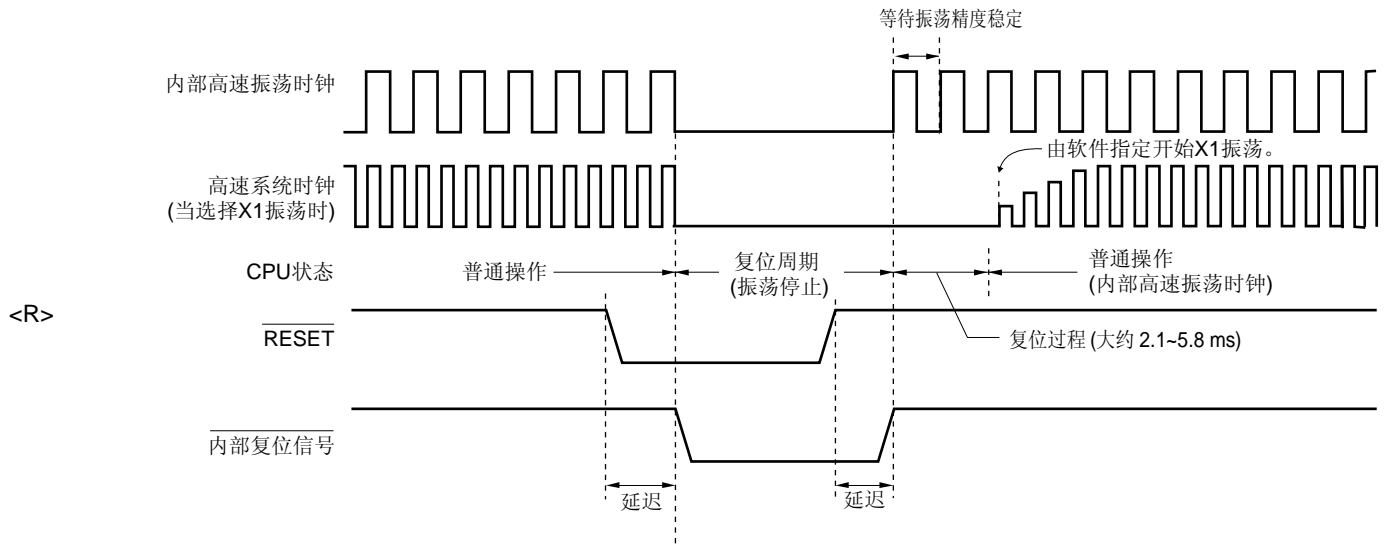 等待振荡精度稳定
内部高速振荡时钟
由软件指定开始X1振荡。
高速系统时钟
(当选择X1振荡时)
CPU状态
普通操作
复位周期
(振荡停止)
普通操作
(内部高速振荡时钟)
<R>
RESET
复位过程 (大约 2.1~5.8 ms)
内部复位信号
延迟
延迟